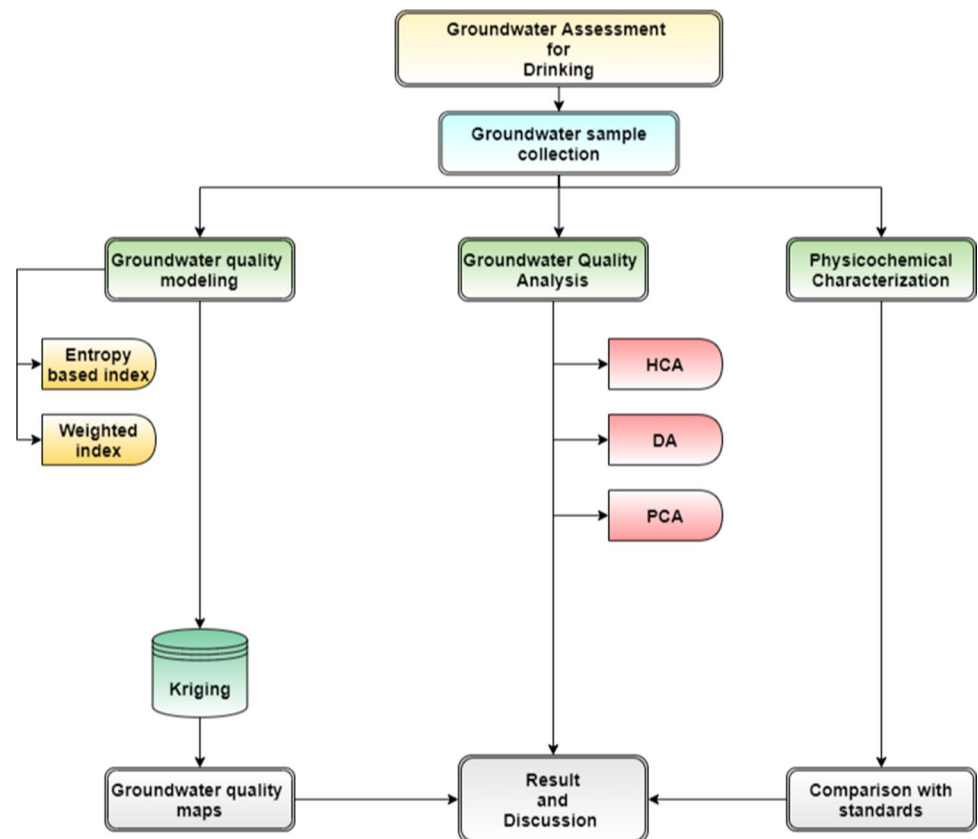 Groundwater Assessment
for
Drinking
Groundwater sample
collection
Groundwater quality
modeling
Groundwater Quality
Analysis
Physicochemical
Characterization
Entropy
based index
HCA
Weighted
index
DA
PCA
Kriging
Groundwater quality
maps
Result
and
Discussion
Comparison with
standards